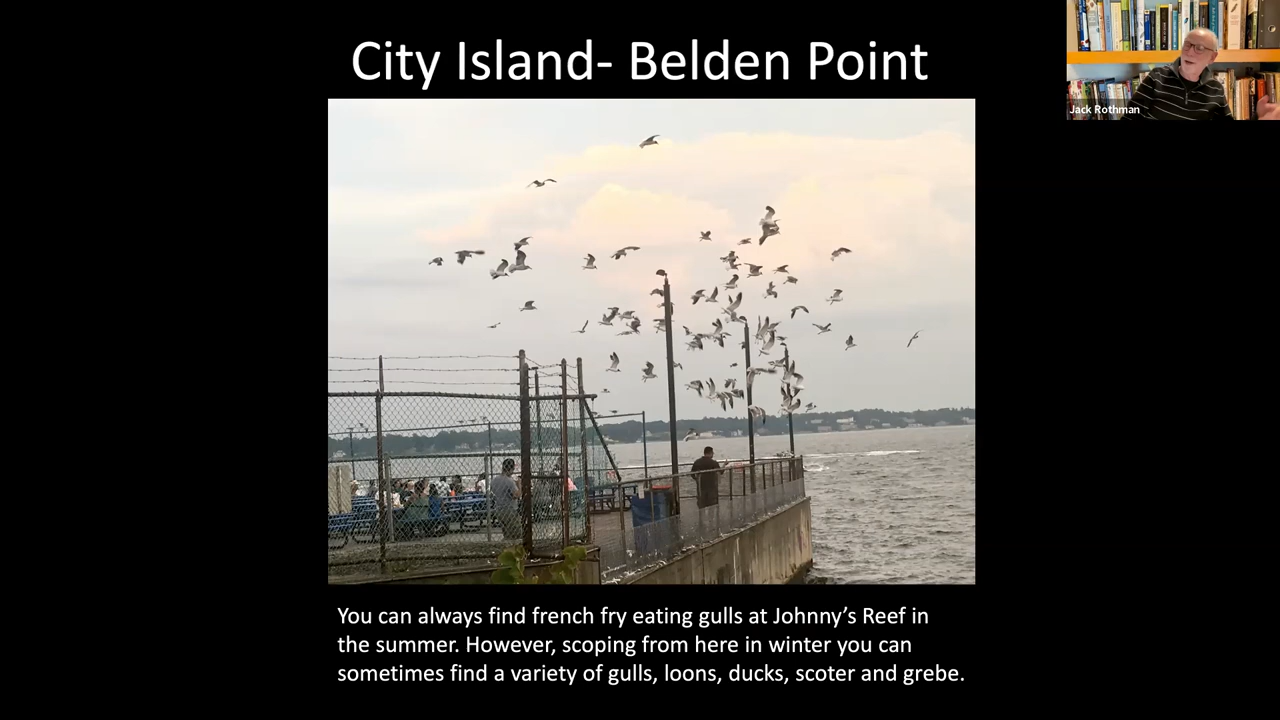 City Island- Belden Point
Jack Rothman
You can always find french fry eating gulls at Johnny’s Reef in
the summer. However, scoping from here in winter you can
sometimes find a variety of gulls, loons, ducks, scoter and grebe.